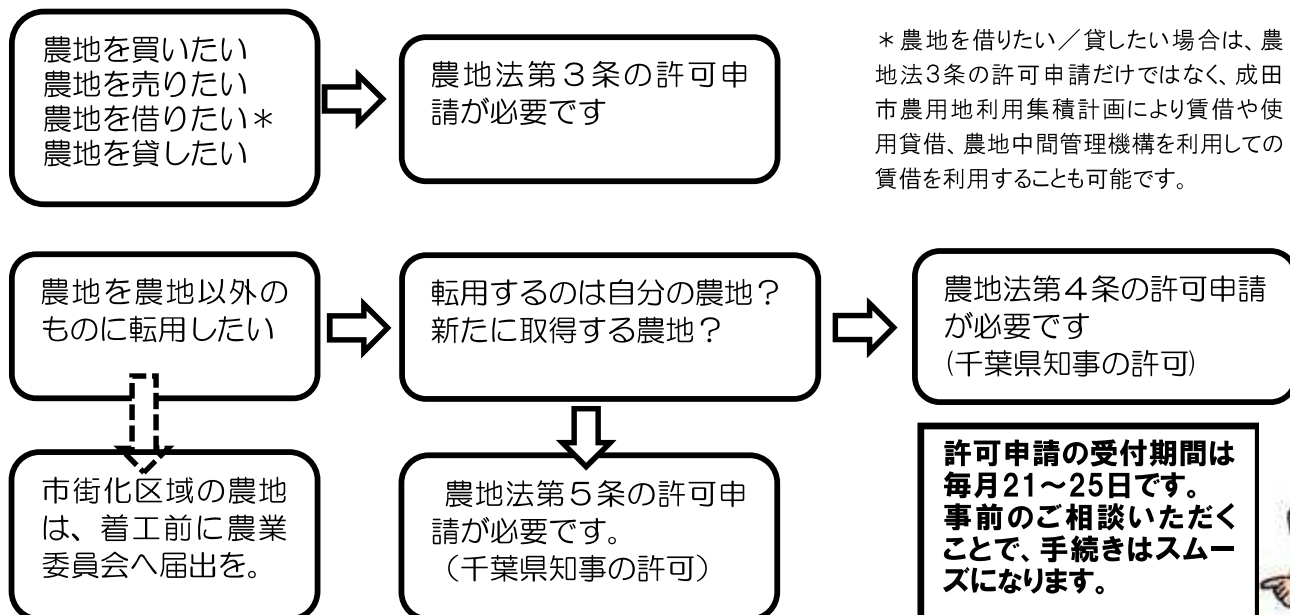 農地を買いたい
農地を売りたい
農地を借りたい＊
農地を貸したい
農地法第３条の許可申
請が必要です
＊農地を借りたい／貸したい場合は、農
地法3条の許可申請だけではなく、成田
市農用地利用集積計画により賃借や使
用貸借、農地中間管理機構を利用しての
賃借を利用することも可能です。
農地を農地以外の
ものに転用したい
転用するのは自分の農地？
新たに取得する農地？
農地法第４条の許可申請
が必要です
(千葉県知事の許可)
市街化区域の農地
は、着工前に農業
委員会へ届出を。
農地法第５条の許可申
請が必要です。
（千葉県知事の許可）
許可申請の受付期間は
毎月21～25日です。
事前のご相談いただく
ことで、手続きはスムー
ズになります。